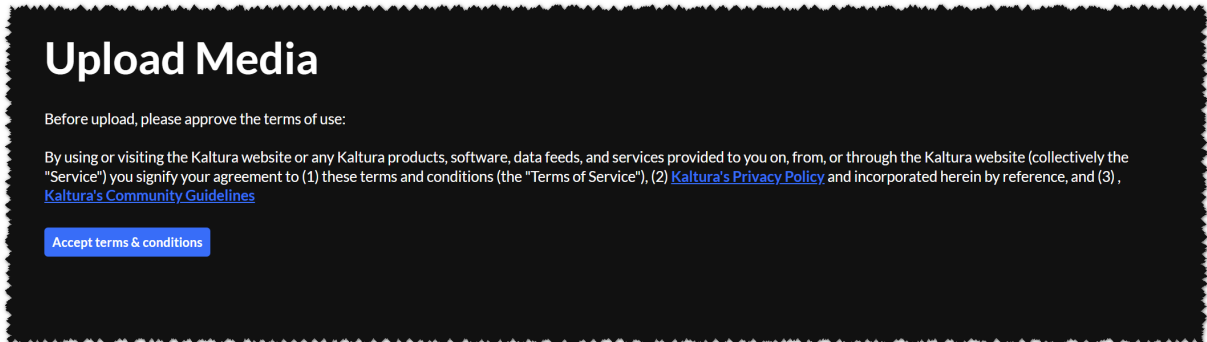 Upload Media
Before upload, please approve the terms of use:
By using or visiting the Kaltura website or any Kaltura products, software, data feeds, and services provided to you on, from, or through the Kaltura website (collectively the
"Service") you signify your agreement to (1) these terms and conditions (the "Terms of Service"), (2) Kaltura's Privacy Policy and incorporated herein by reference, and (3) ,
Kaltura's Community Guidelines
Accept terms & conditions